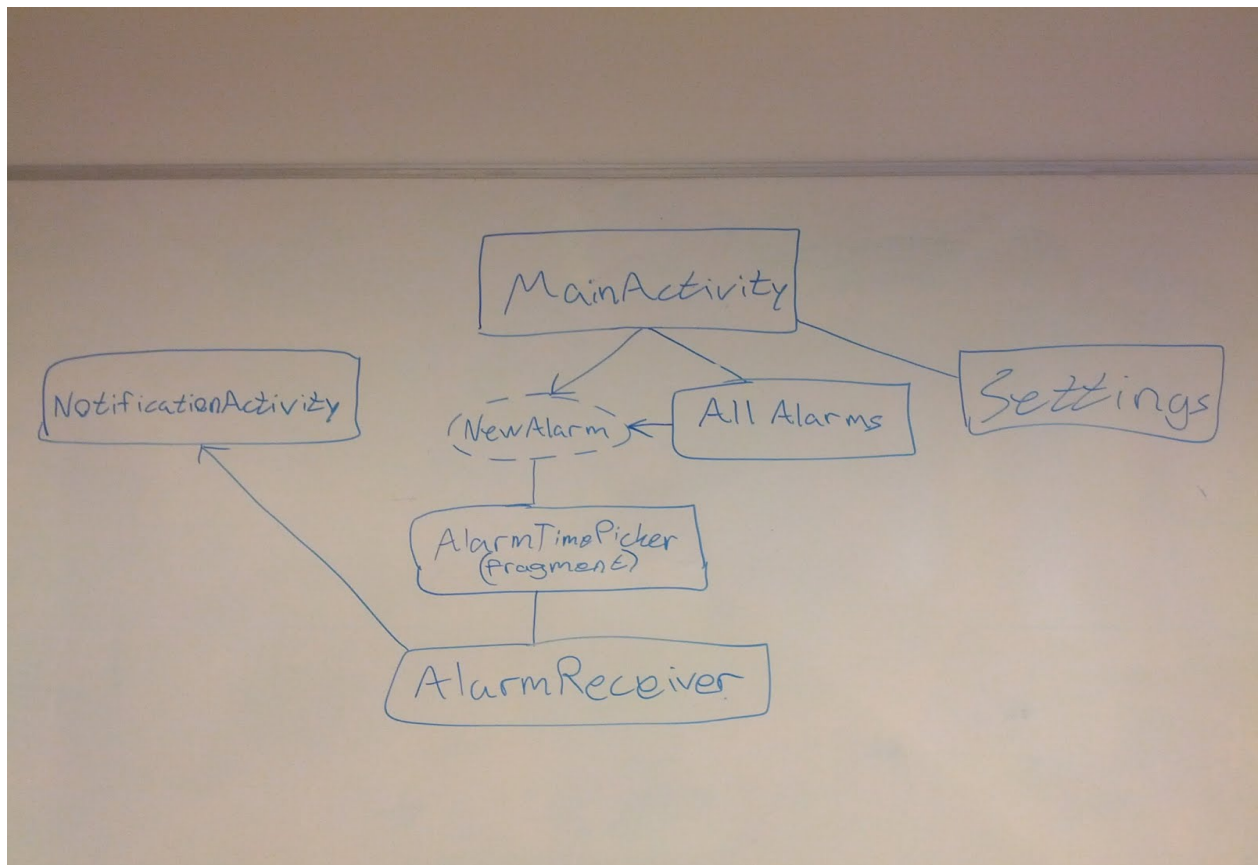 MainActivity
Settings
NotificationActivity
NewAlarm
All Alarms
AlarmTimePicker
(fragment)
AlarmReceiver